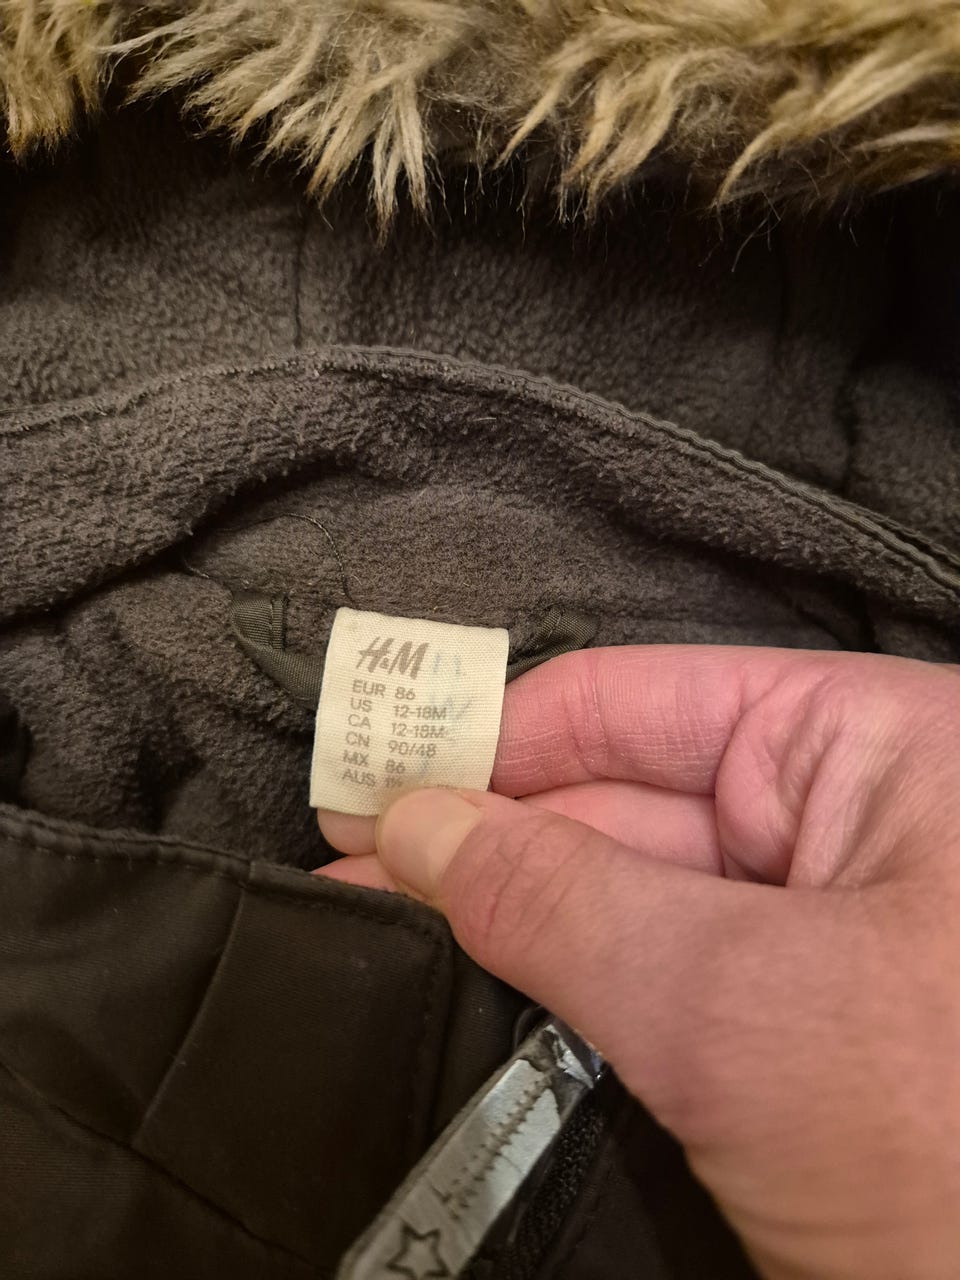 H&M
EUR 86
US 12-18M
CA 12-18M
CN 90/48
MX 86
AUS